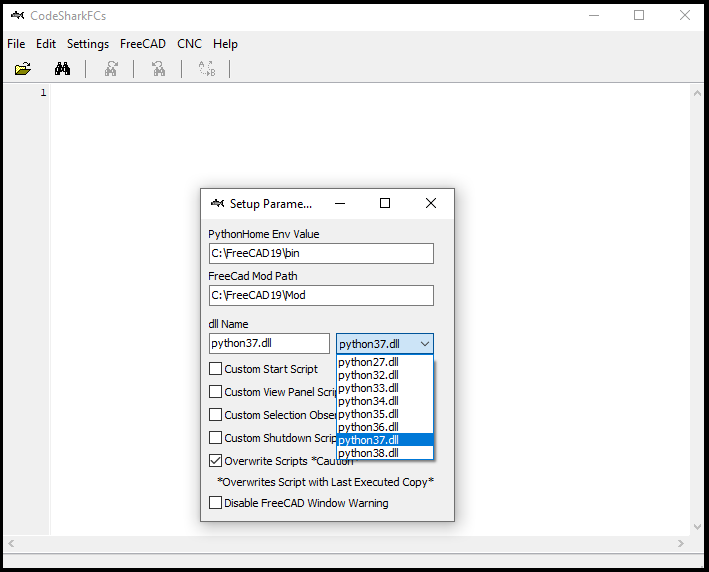 CodeSharkFCs
File Edit Settings FreeCAD CNC Help
1
Setup Parame...
PythonHome Env Value
C:\FreeCAD19\bin
FreeCad Mod Path
C:\FreeCAD19\Mod
dll Name
python37.dll python37.dll
python27.dll
python32.dll
python33.dll
python34.dll
python35.dll
python36.dll
python37.dll
python38.dll
Custom Start Script
Custom View Panel Scrip
Custom Selection Obser
Custom Shutdown Scrip
Overwrite Scripts *Caution
*Overwrites Script with Last Executed Copy*
Disable FreeCAD Window Warning